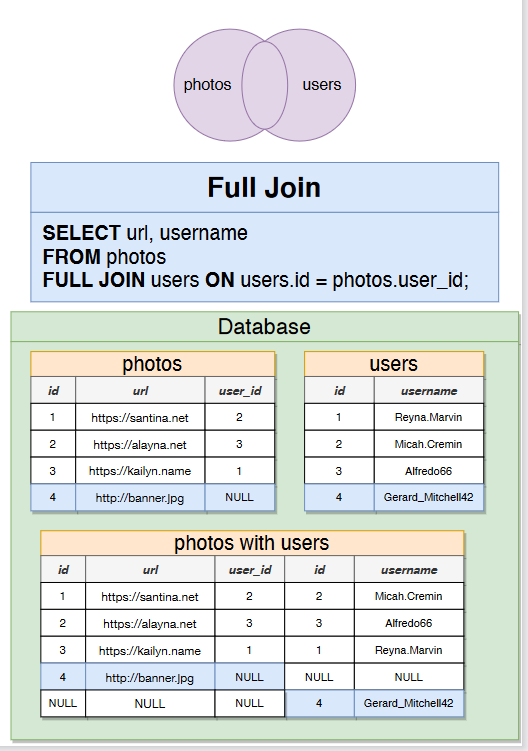 photos users
Full Join
SELECT url, username
FROM photos
FULL JOIN users ON users.id = photos.user_id;
Database
photos
id url user_id
1 https://santina.net 2
2 https://alayna.net 3
3 https://kailyn.name 1
4 http://banner.jpg NULL
users
id username
1 Reyna.Marvin
2 Micah.Cremin
3 Alfredo66
4 Gerard_Mitchell42
photos with users
id url user_id id username
1 https://santina.net 2 2 Micah.Cremin
2 https://alayna.net 3 3 Alfredo66
3 https://kailyn.name 1 1 Reyna.Marvin
4 http://banner.jpg NULL NULL NULL
NULL NULL NULL 4 Gerard_Mitchell42